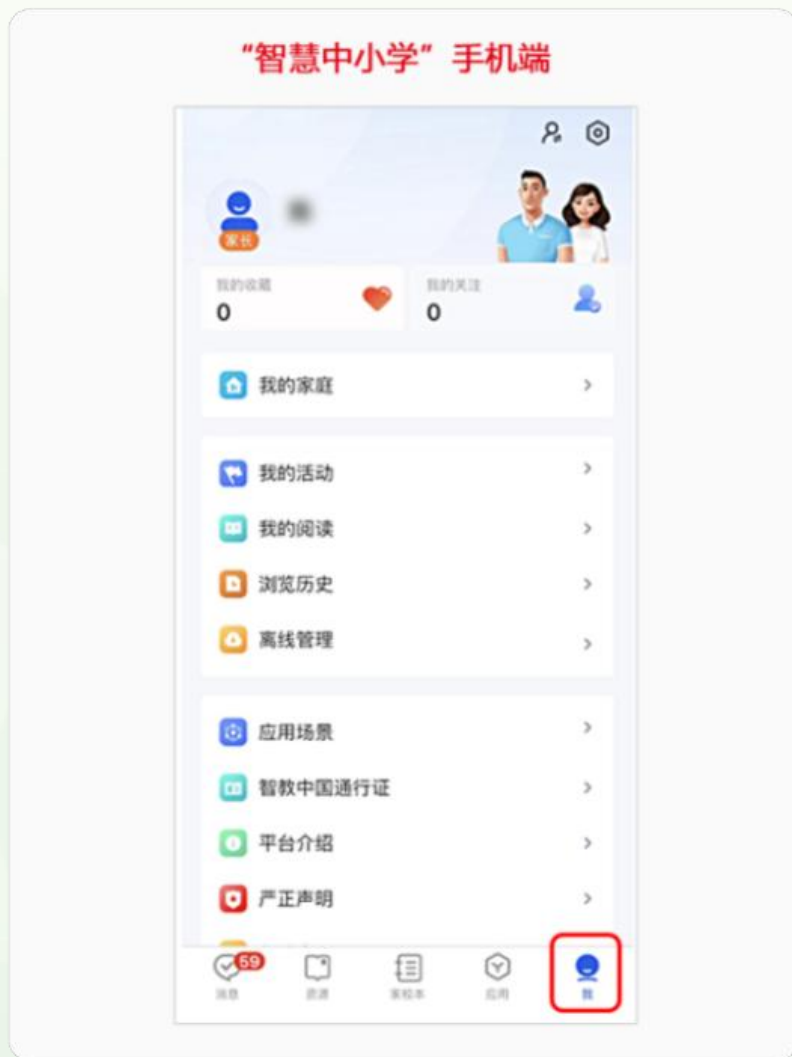 “智慧中小学”手机端
家长
我的收藏
0
我的关注
0
我的家庭
我的活动
我的阅读
浏览历史
离线管理
应用场景
智教中国通行证
平台介绍
严正声明
59
消息
资源
家校本
应用
我